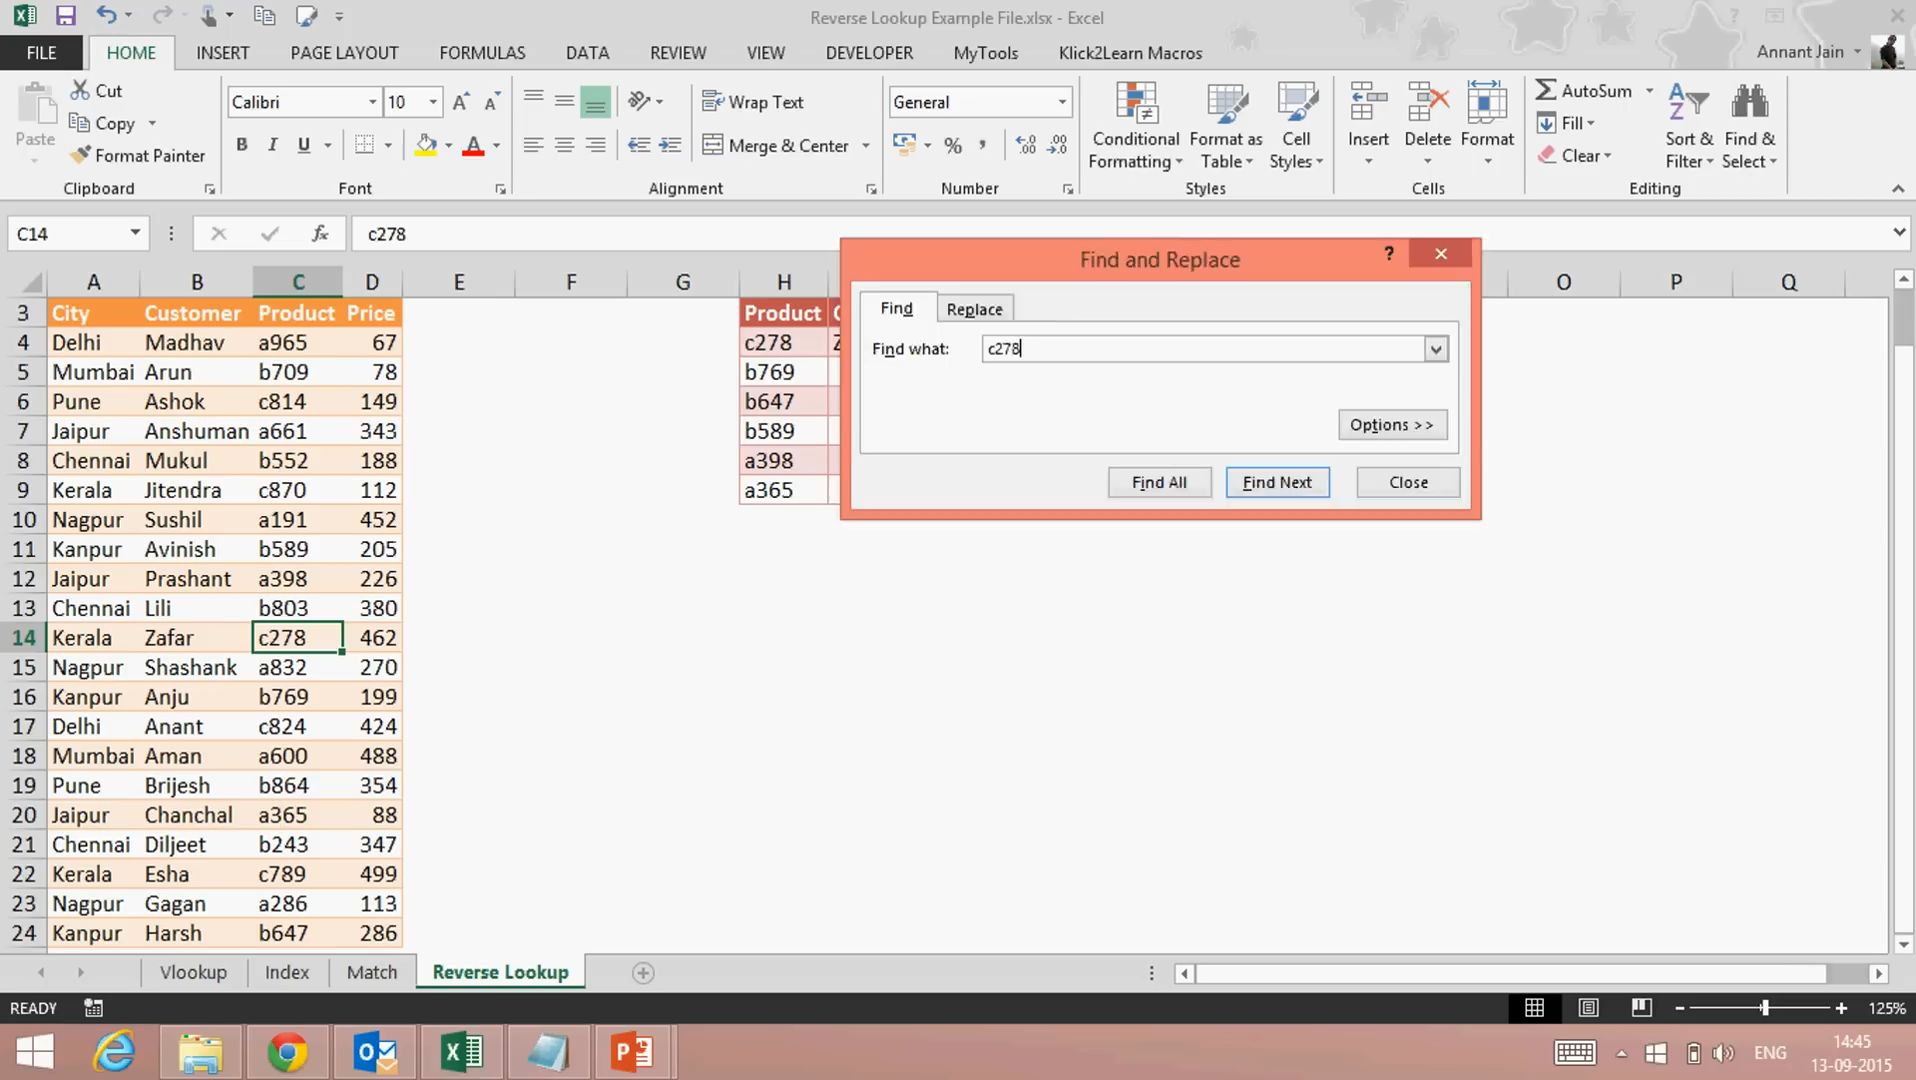 Reverse Lookup Example File.xlsx - Excel
FILE HOME INSERT PAGE LAYOUT FORMULAS DATA REVIEW VIEW DEVELOPER MyTools Klick2Learn Macros Annant Jain
Paste
Cut
Copy
Format Painter
Clipboard
Calibri 10
B I U A
Font
Wrap Text
Merge & Center
Alignment
General
%
Number
Conditional Formatting
Format as Table
Cell Styles
Styles
Insert Delete Format
Cells
AutoSum
Fill
Clear
Sort & Filter
Find & Select
Editing
C14 fx c278
A B C D E F G H O P Q
3 City Customer Product Price Product
4 Delhi Madhav a965 67 c278
5 Mumbai Arun b709 78 b769
6 Pune Ashok c814 149 b647
7 Jaipur Anshuman a661 343 b589
8 Chennai Mukul b552 188 a398
9 Kerala Jitendra c870 112 a365
10 Nagpur Sushil a191 452
11 Kanpur Avinish b589 205
12 Jaipur Prashant a398 226
13 Chennai Lili b803 380
14 Kerala Zafar c278 462
15 Nagpur Shashank a832 270
16 Kanpur Anju b769 199
17 Delhi Anant c824 424
18 Mumbai Aman a600 488
19 Pune Brijesh b864 354
20 Jaipur Chanchal a365 88
21 Chennai Diljeet b243 347
22 Kerala Esha c789 499
23 Nagpur Gagan a286 113
24 Kanpur Harsh b647 286
Find and Replace ?
Find Replace
Find what: c278
Options >>
Find All Find Next Close
Vlookup Index Match Reverse Lookup
READY 125%
ENG 14:45
13-09-2015